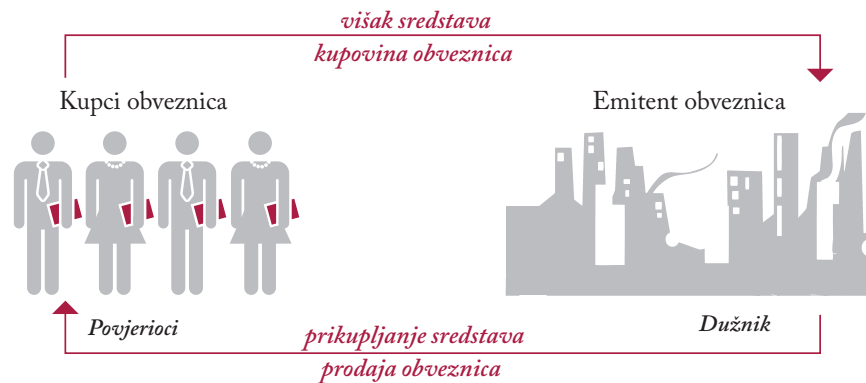 višak sredstava
kupovina obveznica
Kupci obveznica
Emitent obveznica
Povjerioci
Dužnik
prikupljanje sredstava
prodaja obveznica